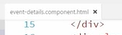 event-details.component.html ×
15 </div>